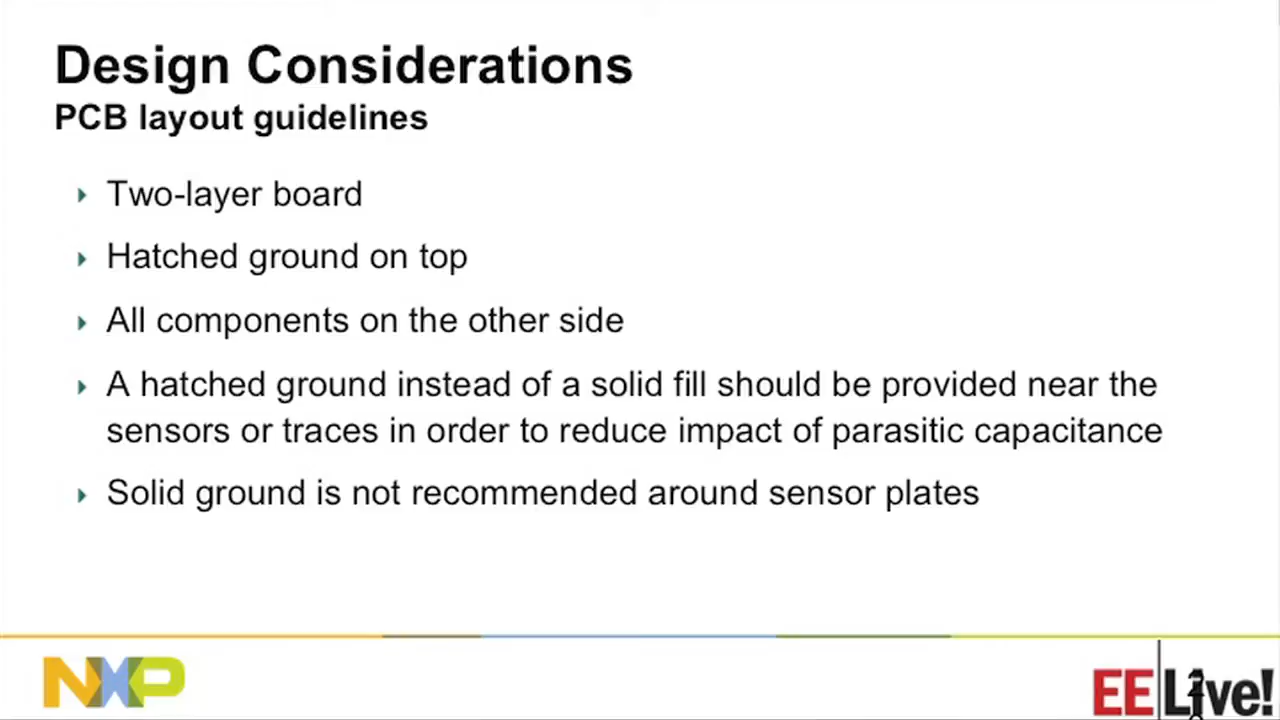 Design Considerations
PCB layout guidelines
Two-layer board
Hatched ground on top
All components on the other side
A hatched ground instead of a solid fill should be provided near the
sensors or traces in order to reduce impact of parasitic capacitance
Solid ground is not recommended around sensor plates
NXP
EE Live!